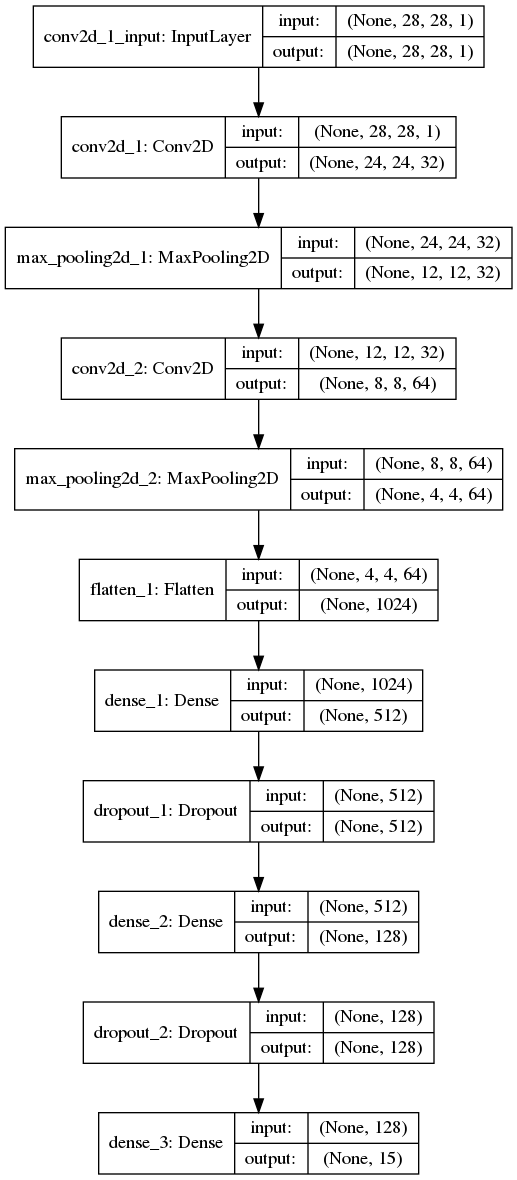 conv2d_1_input: InputLayer
input: (None, 28, 28, 1)
output: (None, 28, 28, 1)
conv2d_1: Conv2D
input: (None, 28, 28, 1)
output: (None, 24, 24, 32)
max_pooling2d_1: MaxPooling2D
input: (None, 24, 24, 32)
output: (None, 12, 12, 32)
conv2d_2: Conv2D
input: (None, 12, 12, 32)
output: (None, 8, 8, 64)
max_pooling2d_2: MaxPooling2D
input: (None, 8, 8, 64)
output: (None, 4, 4, 64)
flatten_1: Flatten
input: (None, 4, 4, 64)
output: (None, 1024)
dense_1: Dense
input: (None, 1024)
output: (None, 512)
dropout_1: Dropout
input: (None, 512)
output: (None, 512)
dense_2: Dense
input: (None, 512)
output: (None, 128)
dropout_2: Dropout
input: (None, 128)
output: (None, 128)
dense_3: Dense
input: (None, 128)
output: (None, 15)